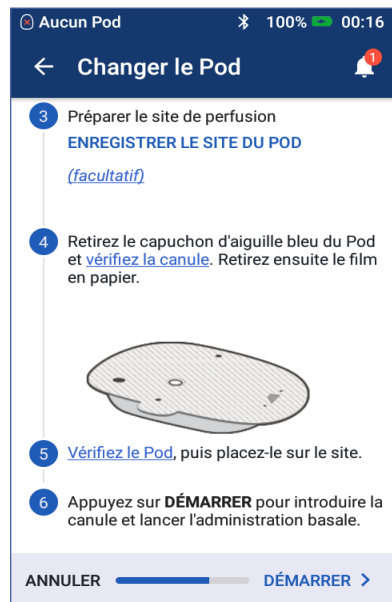 Aucun Pod 100% 00:16
Changer le Pod 1
3 Préparer le site de perfusion
ENREGISTRER LE SITE DU POD
(facultatif)
4 Retirez le capuchon d'aiguille bleu du Pod
et vérifiez la canule. Retirez ensuite le film
en papier.
5 Vérifiez le Pod, puis placez-le sur le site.
6 Appuyez sur DÉMARRER pour introduire la
canule et lancer l'administration basale.
ANNULER DÉMARRER >